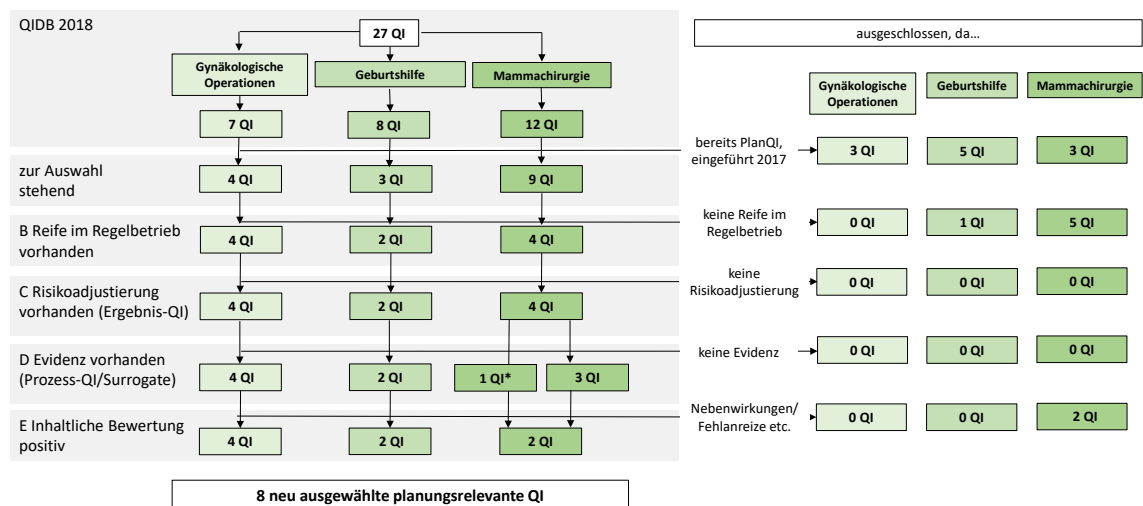 QIDB 2018
27 QI
Gynäkologische
Operationen
Geburtshilfe
Mammachirurgie
7 QI
8 QI
12 QI
zur Auswahl
stehend
4 QI
3 QI
9 QI
B Reife im Regelbetrieb
vorhanden
4 QI
2 QI
4 QI
C Risikoadjustierung
vorhanden (Ergebnis-QI)
4 QI
2 QI
4 QI
D Evidenz vorhanden
(Prozess-QI/Surrogate)
4 QI
2 QI
1 QI*
3 QI
E Inhaltliche Bewertung
positiv
4 QI
2 QI
2 QI
8 neu ausgewählte planungsrelevante QI
ausgeschlossen, da…
Gynäkologische
Operationen
Geburtshilfe
Mammachirurgie
bereits PlanQI,
eingeführt 2017
3 QI
5 QI
3 QI
keine Reife im
Regelbetrieb
0 QI
1 QI
5 QI
keine
Risikoadjustierung
0 QI
0 QI
0 QI
keine Evidenz
0 QI
0 QI
0 QI
Nebenwirkungen/
Fehlanreize etc.
0 QI
0 QI
2 QI